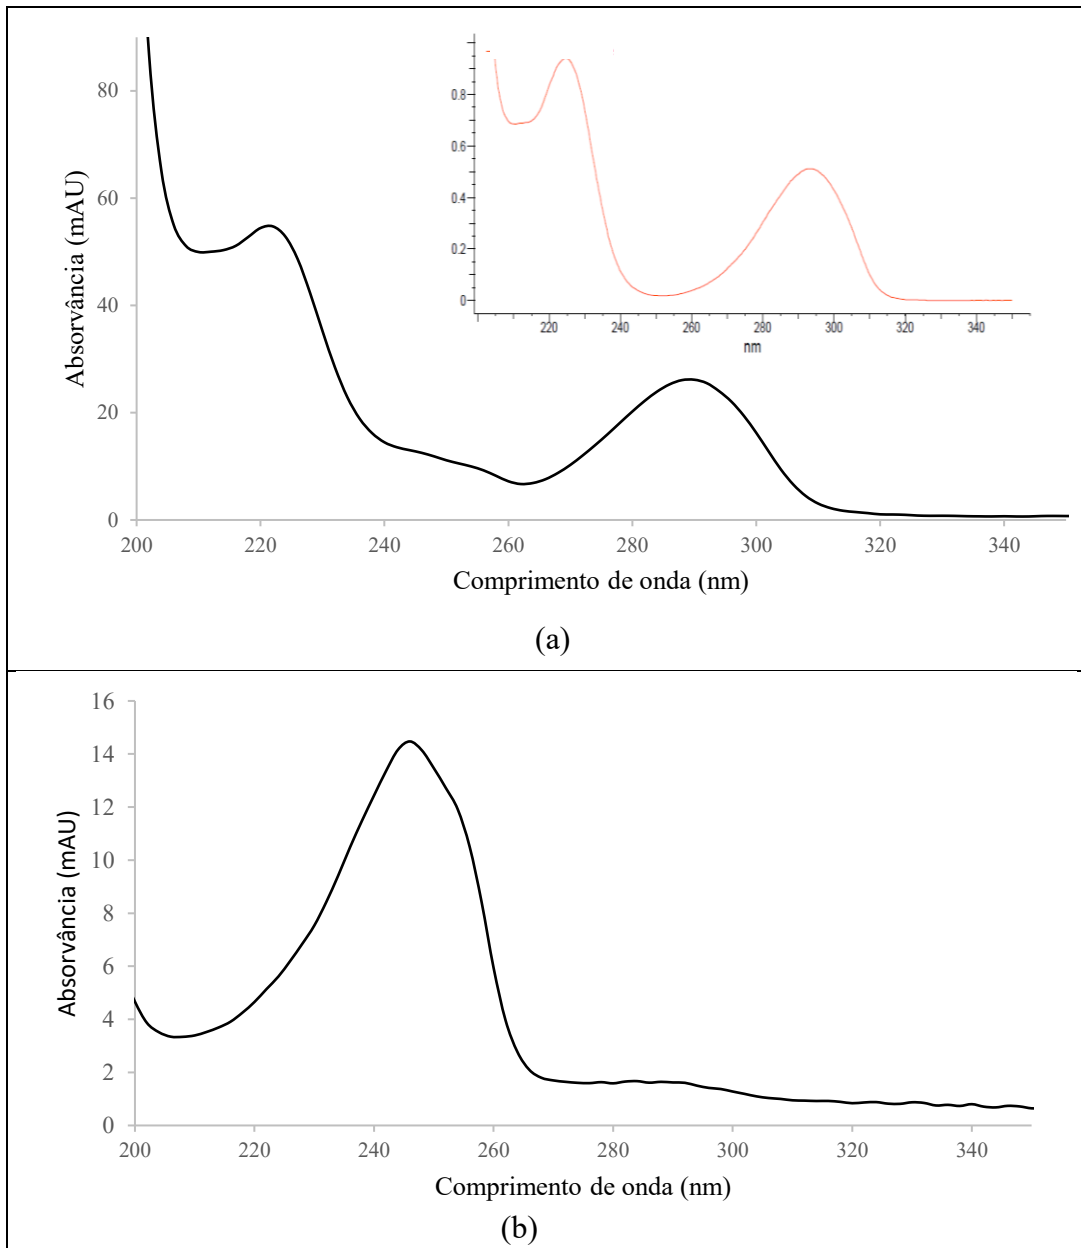 80
60
40
20
0
Absorvância (mAU)
200 220 240 260 280 300 320 340
Comprimento de onda (nm)
0.8
0.6
0.4
0.2
0
220 240 260 280 300 320 340
nm
(a)
16
14
12
10
8
6
4
2
0
Absorvância (mAU)
200 220 240 260 280 300 320 340
Comprimento de onda (nm)
(b)